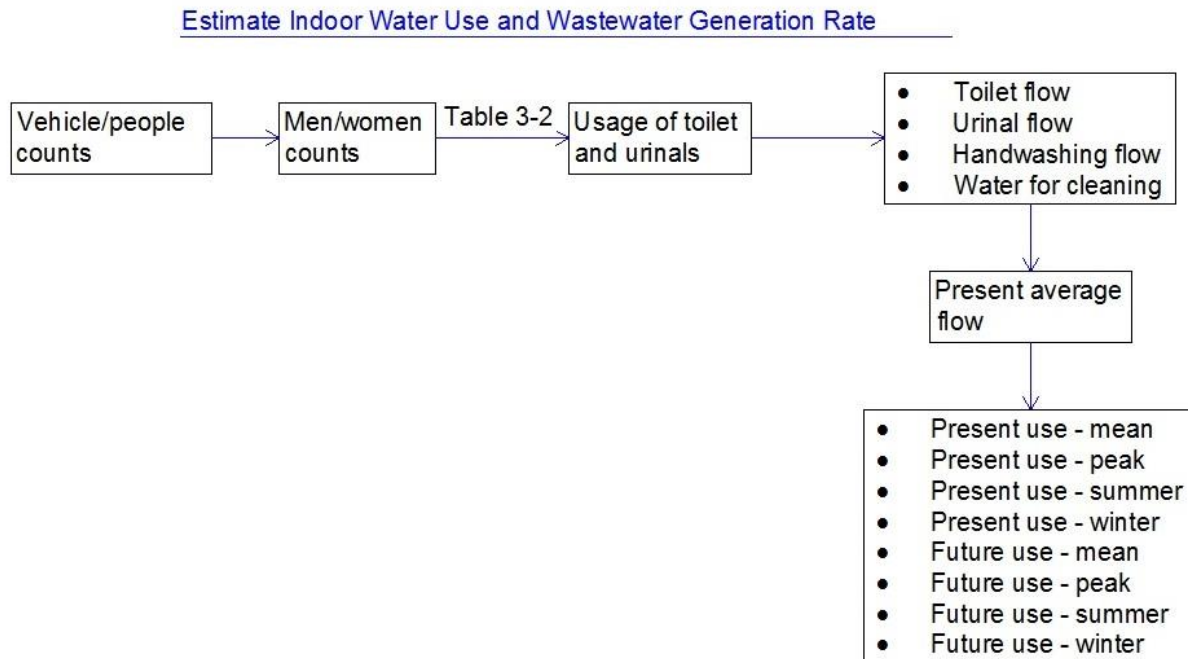 Estimate Indoor Water Use and Wastewater Generation Rate
Vehicle/people
counts
Men/women
counts
Table 3-2
Usage of toilet
and urinals
● Toilet flow
● Urinal flow
● Handwashing flow
● Water for cleaning
Present average
flow
● Present use - mean
● Present use - peak
● Present use - summer
● Present use - winter
● Future use - mean
● Future use - peak
● Future use - summer
● Future use - winter